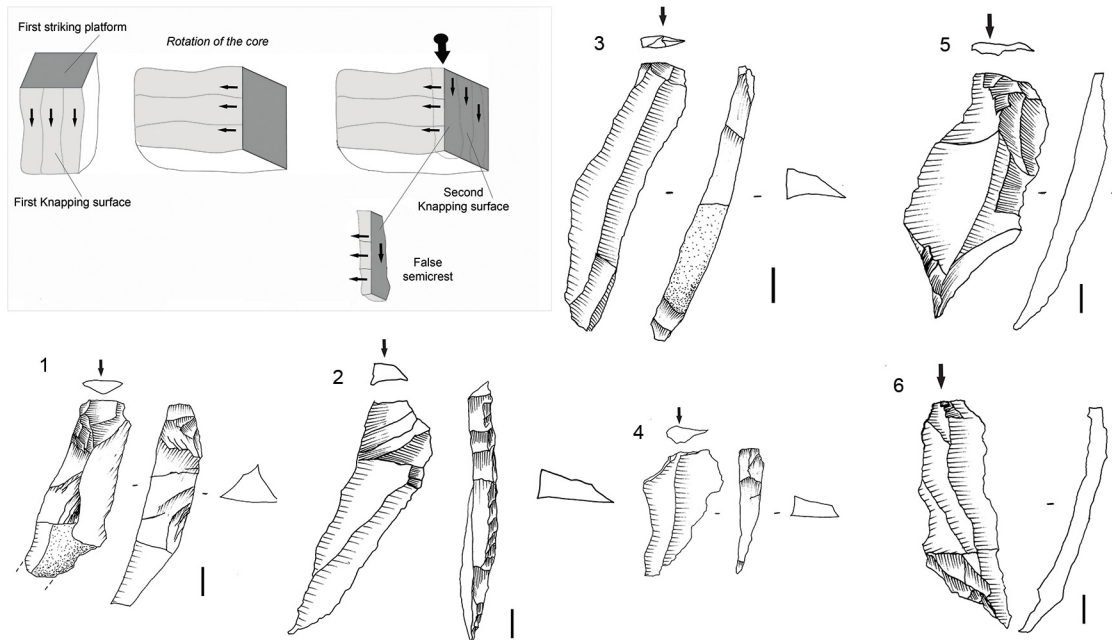 First striking platform
Rotation of the core
First Knapping surface
Second
Knapping surface
False
semicrest
3
5
1
2
4
6